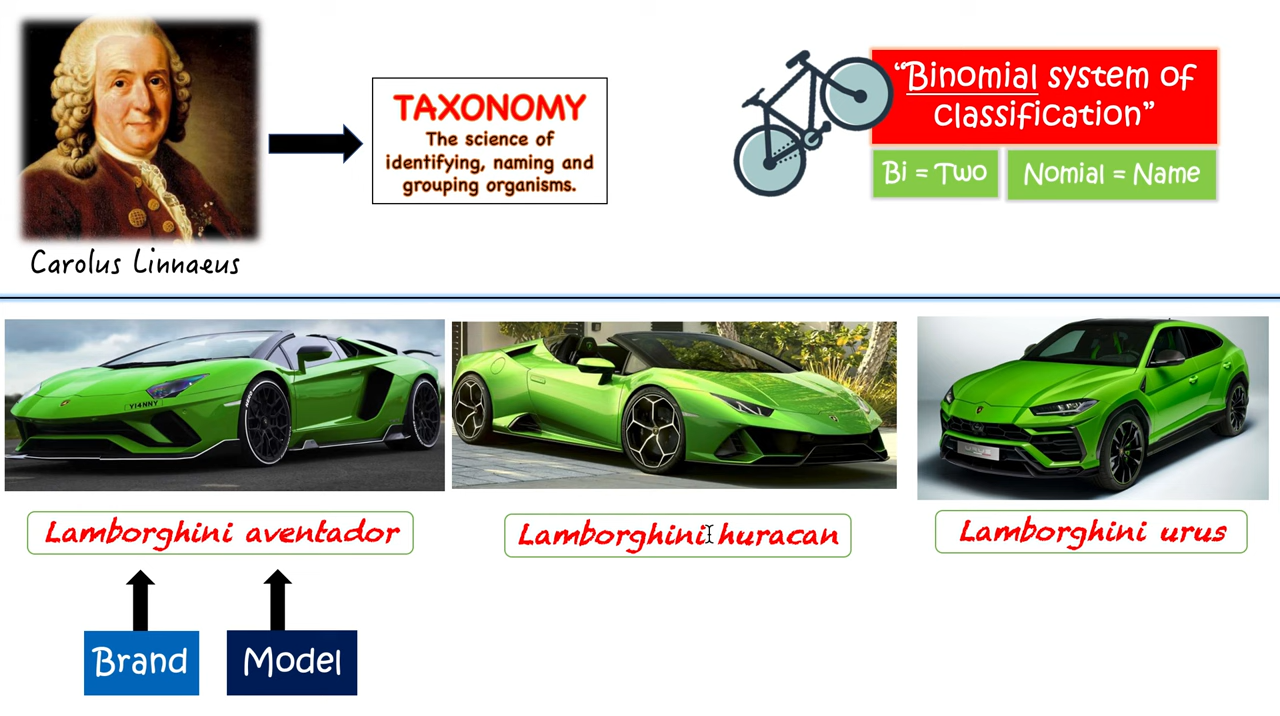 TAXONOMY
The science of
identifying, naming and
grouping organisms.
"Binomial system of
classification"
Bi = Two
Nomial = Name
Carolus Linnaeus
VI4NNY
Lamborghini aventador
Lamborghini huracan
Lamborghini urus
Brand
Model